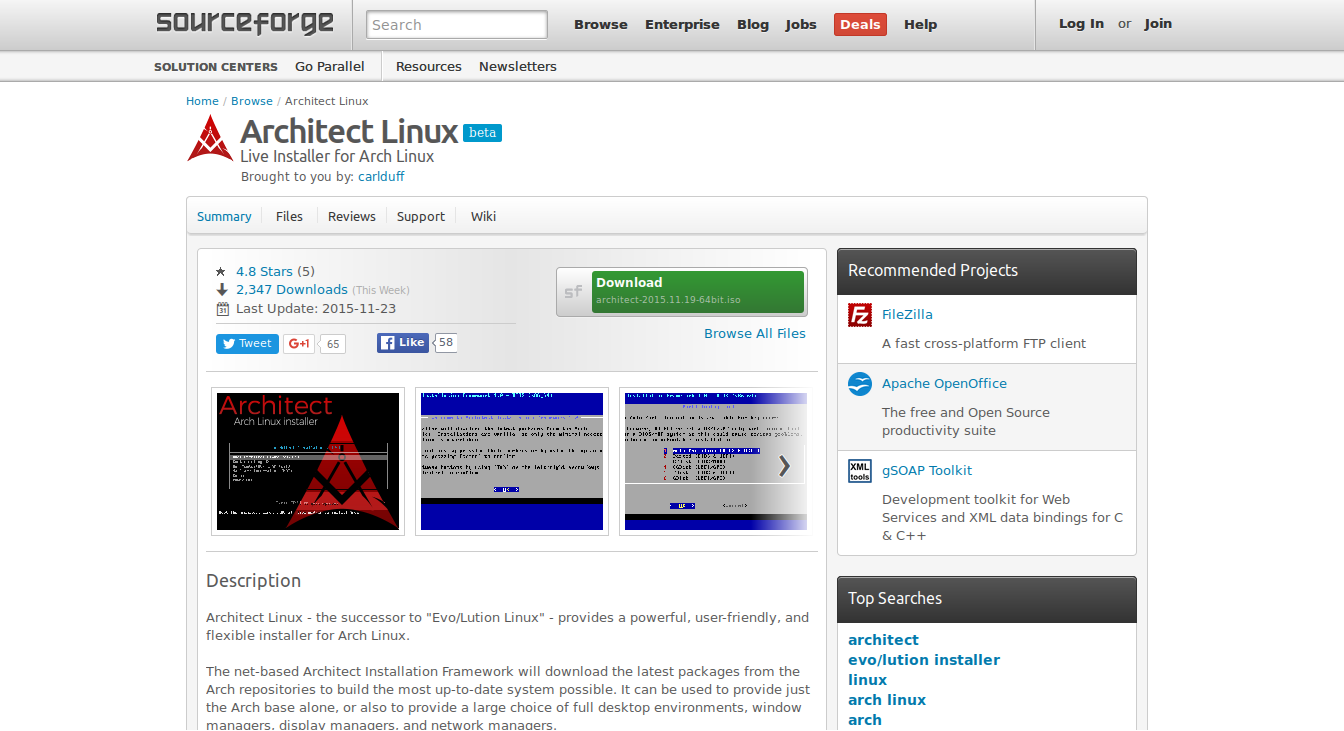 sourceforge
Search
Browse Enterprise Blog Jobs Deals Help
Log In or Join
SOLUTION CENTERS Go Parallel Resources Newsletters
Home / Browse / Architect Linux
Architect Linux beta
Live Installer for Arch Linux
Brought to you by: carlduff
Summary Files Reviews Support Wiki
4.8 Stars (5)
2,347 Downloads (This Week)
31 Last Update: 2015-11-23
Tweet G+1 65 Like 58
sf Download
architect-2015.11.19-64bit.iso
Browse All Files
Architect
Arch Linux installer
Description
Architect Linux - the successor to "Evo/Lution Linux" - provides a powerful, user-friendly, and
flexible installer for Arch Linux.
The net-based Architect Installation Framework will download the latest packages from the
Arch repositories to build the most up-to-date system possible. It can be used to provide just
the Arch base alone, or also to provide a large choice of full desktop environments, window
managers, display managers, and network managers.
Recommended Projects
Fz FileZilla
A fast cross-platform FTP client
Apache OpenOffice
The free and Open Source
productivity suite
XML
tools
gSOAP Toolkit
Development toolkit for Web
Services and XML data bindings for C
& C++
Top Searches
architect
evo/lution installer
linux
arch linux
arch